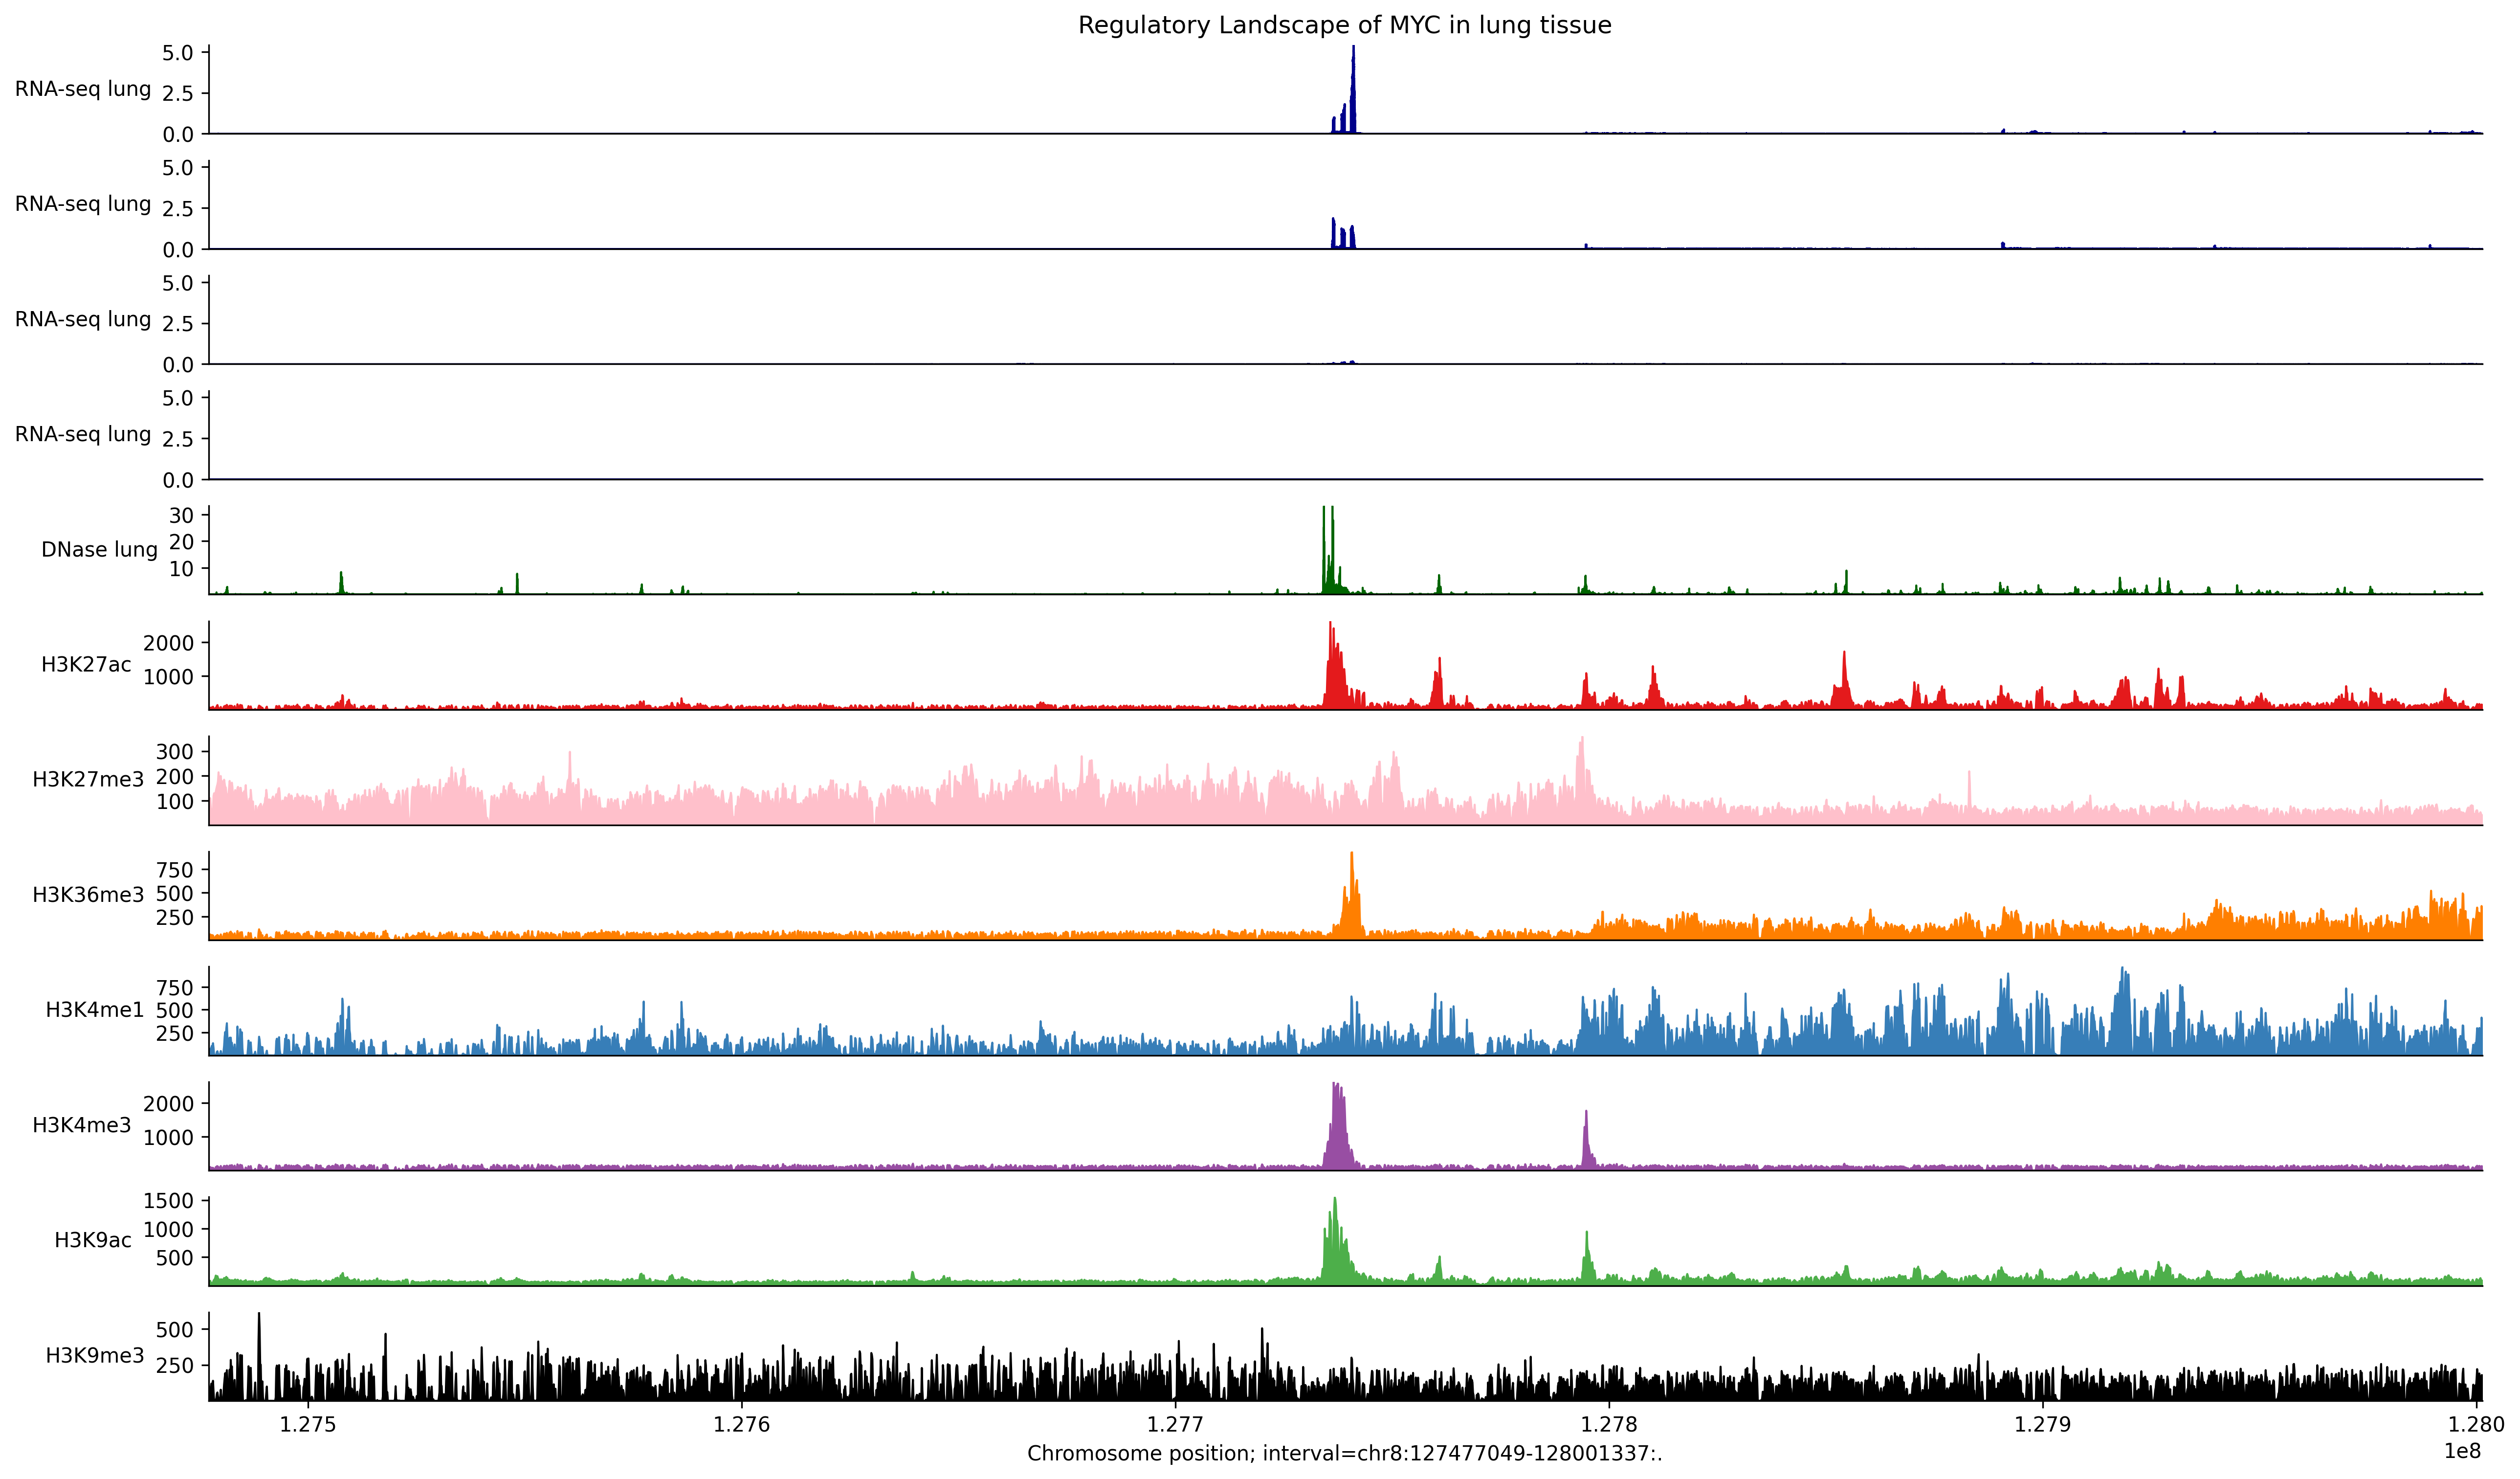 Regulatory Landscape of MYC in lung tissue
5.0
RNA-seq lung 2.5
0.0
5.0
RNA-seq lung 2.5
0.0
5.0
RNA-seq lung 2.5
0.0
5.0
RNA-seq lung 2.5
0.0
30
DNase lung 20
10
2000
H3K27ac
1000
300
H3K27me3 200
100
750
H3K36me3 500
250
750
H3K4me1 500
250
2000
H3K4me3
1000
1500
1000
H3K9ac
500
500
H3K9me3
250
1.275 1.276 1.277 1.278 1.279 1.280
1e8
Chromosome position; interval=chr8:127477049-128001337:.